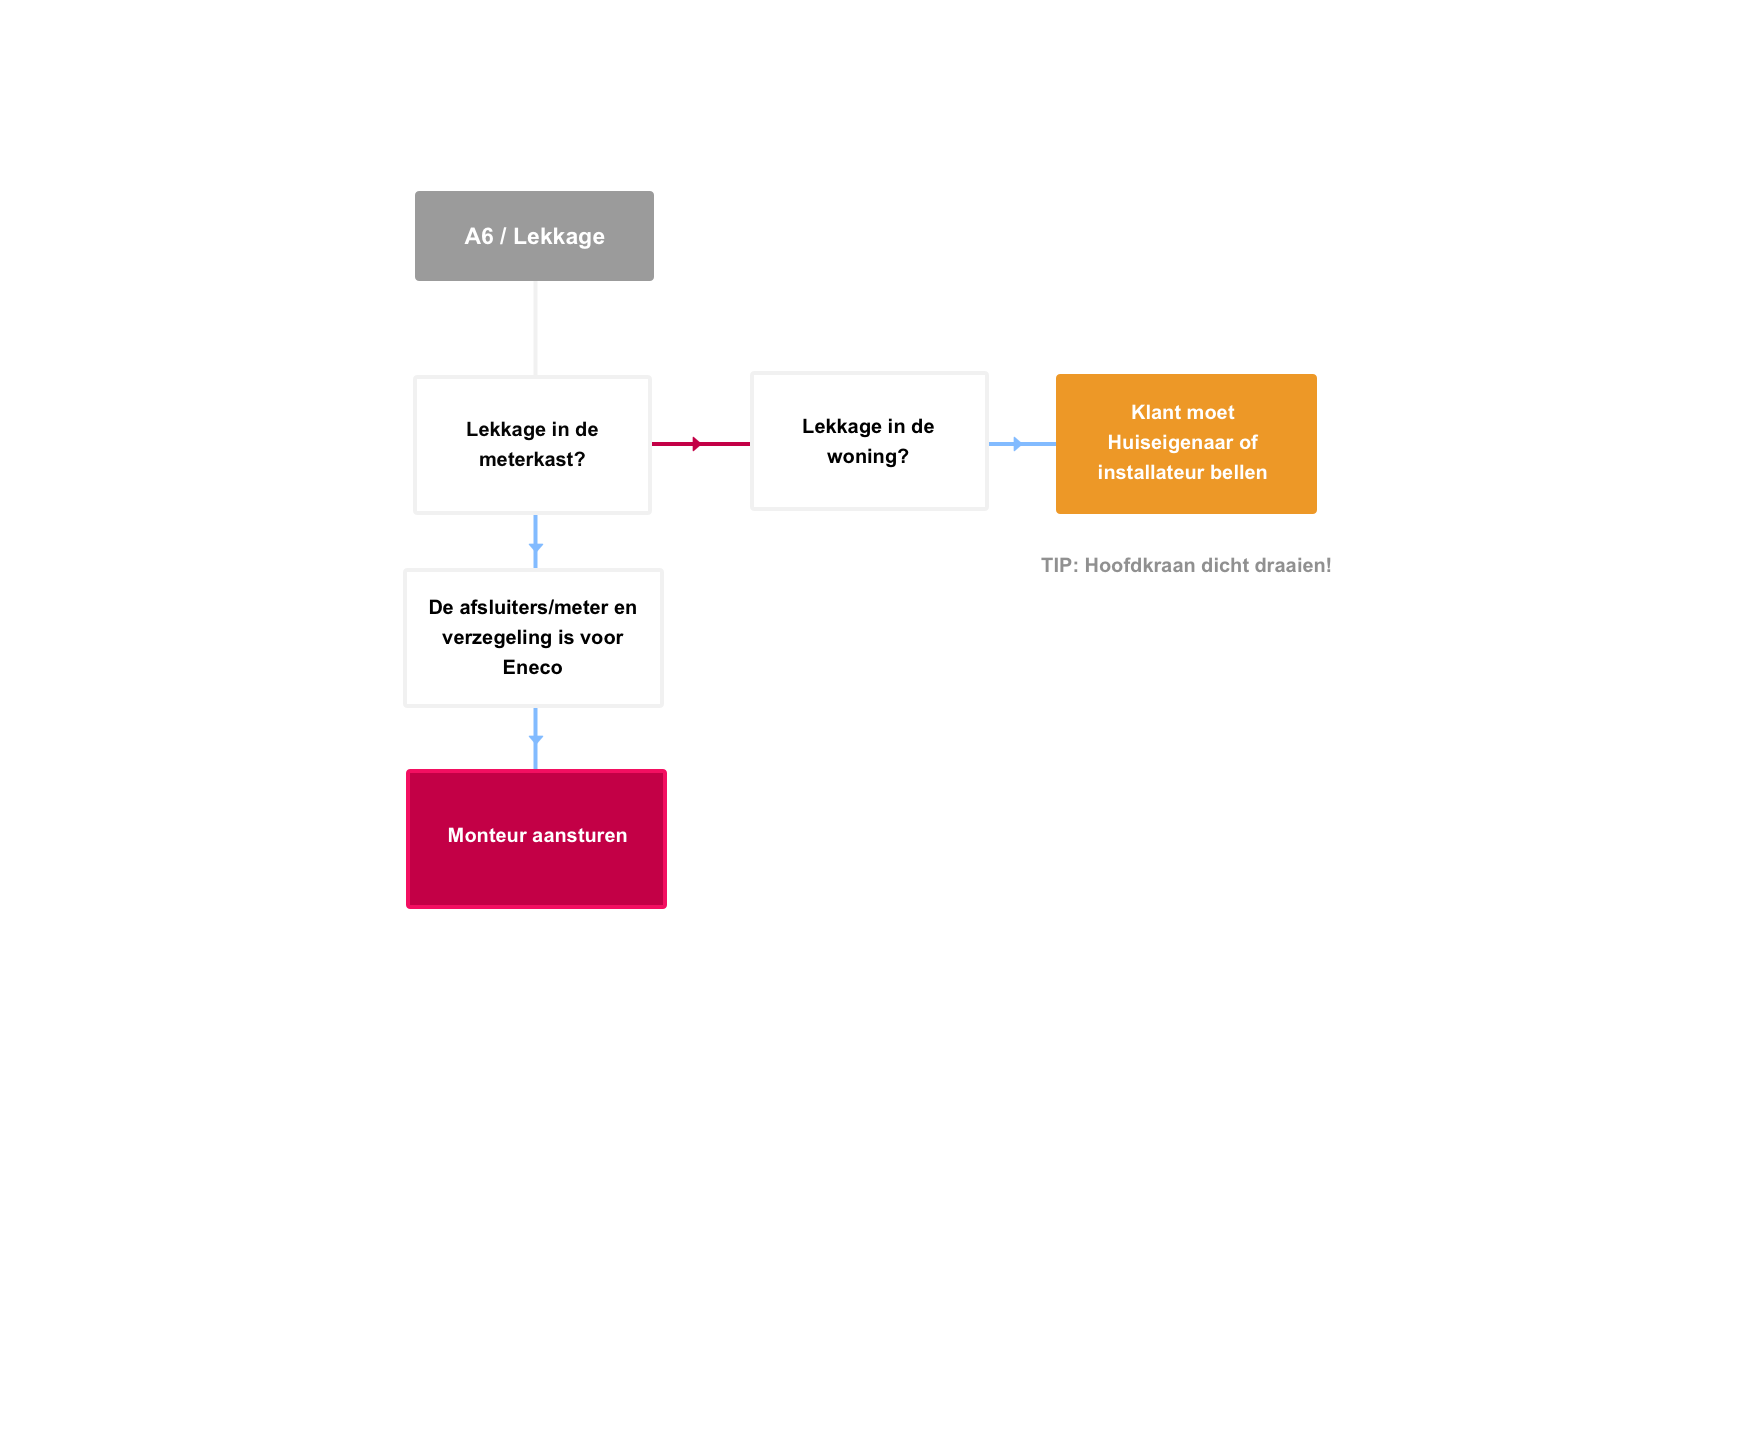 A6 / Lekkage
Lekkage in de
meterkast?
Lekkage in de
woning?
Klant moet
Huiseigenaar of
installateur bellen
TIP: Hoofdkraan dicht draaien!
De afsluiters/meter en
verzegeling is voor
Eneco
Monteur aansturen